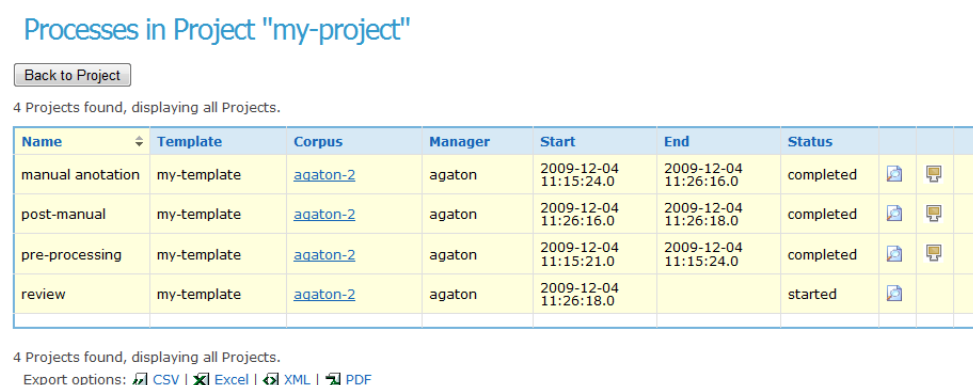 Processes in Project "my-project"
Back to Project
4 Projects found, displaying all Projects.
Name Template Corpus Manager Start End Status
manual anotation my-template agaton-2 agaton 2009-12-04 11:15:24.0 2009-12-04 11:26:16.0 completed
post-manual my-template agaton-2 agaton 2009-12-04 11:26:16.0 2009-12-04 11:26:18.0 completed
pre-processing my-template agaton-2 agaton 2009-12-04 11:15:21.0 2009-12-04 11:15:24.0 completed
review my-template agaton-2 agaton 2009-12-04 11:26:18.0 started
4 Projects found, displaying all Projects.
Export options: CSV | Excel | XML | PDF